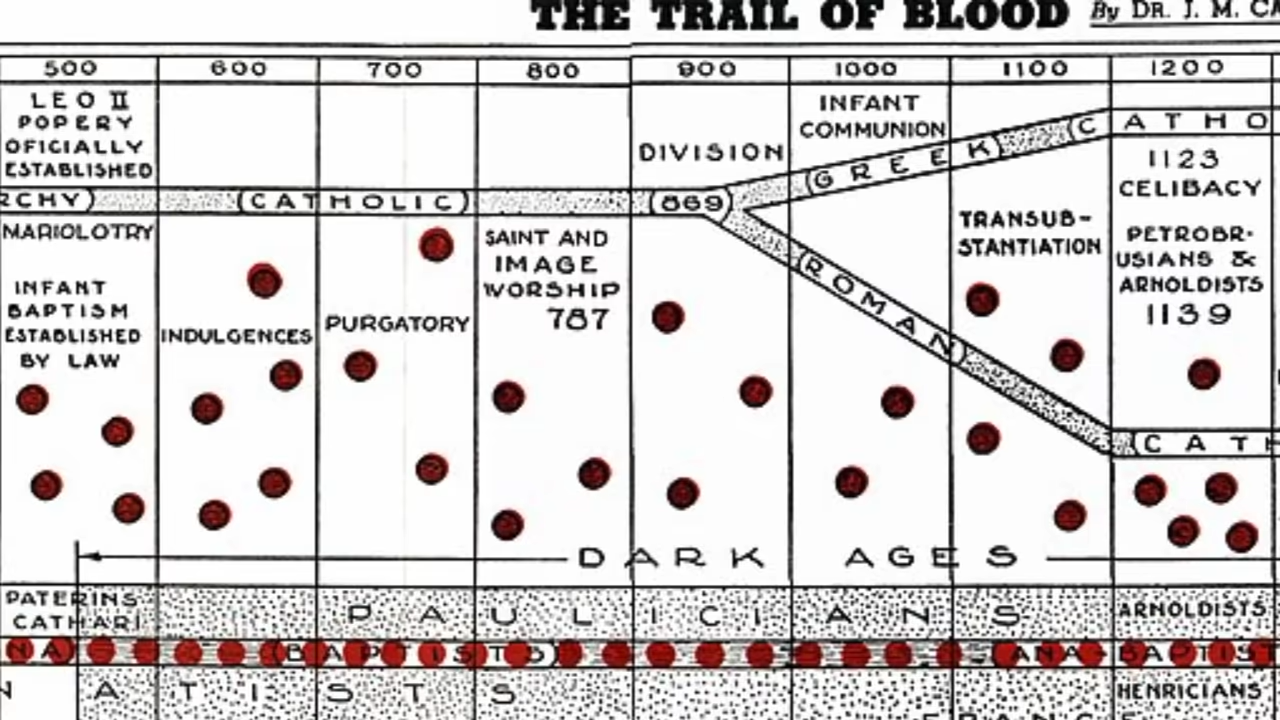 THE TRAIL OF BLOOD By DR. J. M.
500 600 700 800 900 1000 1100 1200
LEO II
POPERY
OFICIALLY
ESTABLISHED
RCHY) (CATHOLIC) (869)
DIVISION
INFANT
COMMUNION
(GREEK) (C ATHO
1123
CELIBACY
MARIOLOTRY
INFANT
BAPTISM
ESTABLISHED
BY LAW
INDULGENCES
PURGATORY
SAINT AND
IMAGE
WORSHIP
787
(ROMAN) (CATH
TRANSUB-
STANTIATION
PETROBR-
USIANS &
ARNOLDISTS
1139
DARK AGES
PATERINS
CATHARI
PAULICIANS
ARNOLDISTS
NA) (BAPTISTS) (ANA-BAPTIST
N ATISTS
HENRICIANS